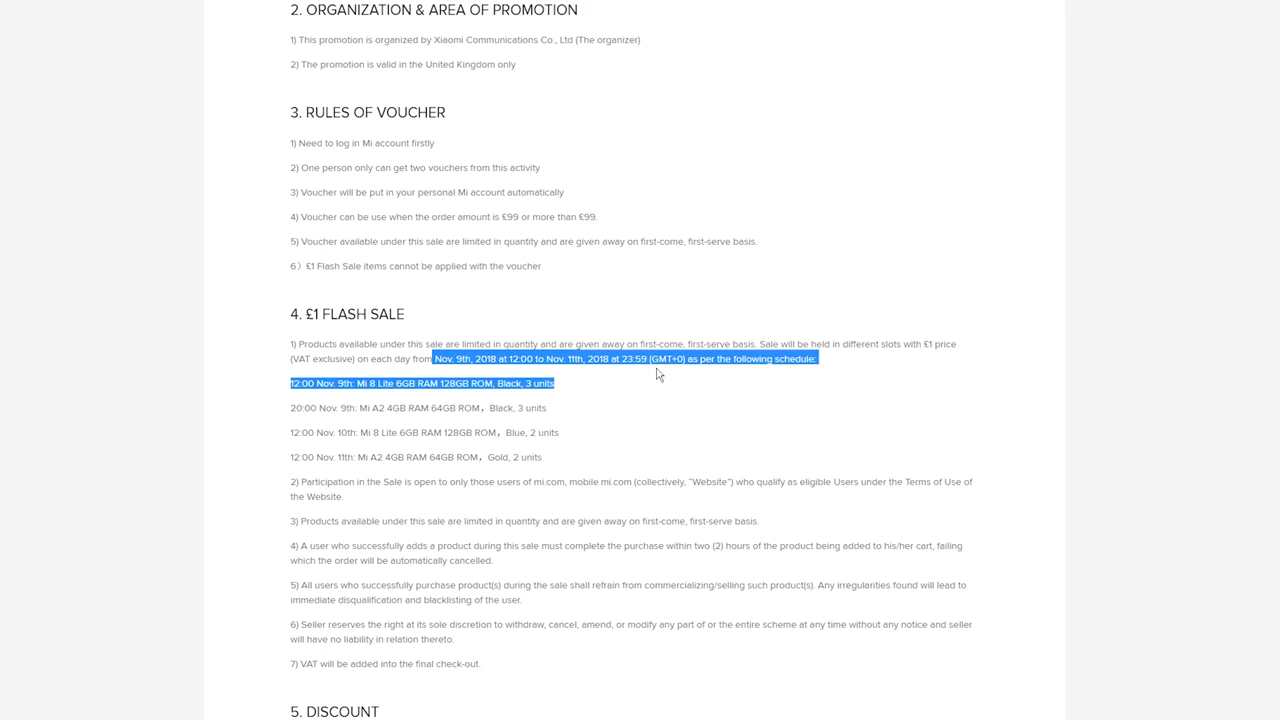 2. ORGANIZATION & AREA OF PROMOTION
1) This promotion is organized by Xiaomi Communications Co., Ltd (The organizer)
2) The promotion is valid in the United Kingdom only
3. RULES OF VOUCHER
1) Need to log in Mi account firstly
2) One person only can get two vouchers from this activity
3) Voucher will be put in your personal Mi account automatically
4) Voucher can be use when the order amount is £99 or more than £99.
5) Voucher available under this sale are limited in quantity and are given away on first-come, first-serve basis.
6）£1 Flash Sale items cannot be applied with the voucher
4. £1 FLASH SALE
1) Products available under this sale are limited in quantity and are given away on first-come, first-serve basis. Sale will be held in different slots with £1 price
(VAT exclusive) on each day from Nov. 9th, 2018 at 12:00 to Nov. 11th, 2018 at 23:59 (GMT+0) as per the following schedule:
12:00 Nov. 9th: Mi 8 Lite 6GB RAM 128GB ROM, Black, 3 units
20:00 Nov. 9th: Mi A2 4GB RAM 64GB ROM，Black, 3 units
12:00 Nov. 10th: Mi 8 Lite 6GB RAM 128GB ROM，Blue, 2 units
12:00 Nov. 11th: Mi A2 4GB RAM 64GB ROM，Gold, 2 units
2) Participation in the Sale is open to only those users of mi.com, mobile.mi.com (collectively, “Website”) who qualify as eligible Users under the Terms of Use of
the Website.
3) Products available under this sale are limited in quantity and are given away on first-come, first-serve basis.
4) A user who successfully adds a product during this sale must complete the purchase within two (2) hours of the product being added to his/her cart, failing
which the order will be automatically cancelled.
5) All users who successfully purchase product(s) during the sale shall refrain from commercializing/selling such product(s). Any irregularities found will lead to
immediate disqualification and blacklisting of the user.
6) Seller reserves the right at its sole discretion to withdraw, cancel, amend, or modify any part of or the entire scheme at any time without any notice and seller
will have no liability in relation thereto.
7) VAT will be added into the final check-out.
5. DISCOUNT